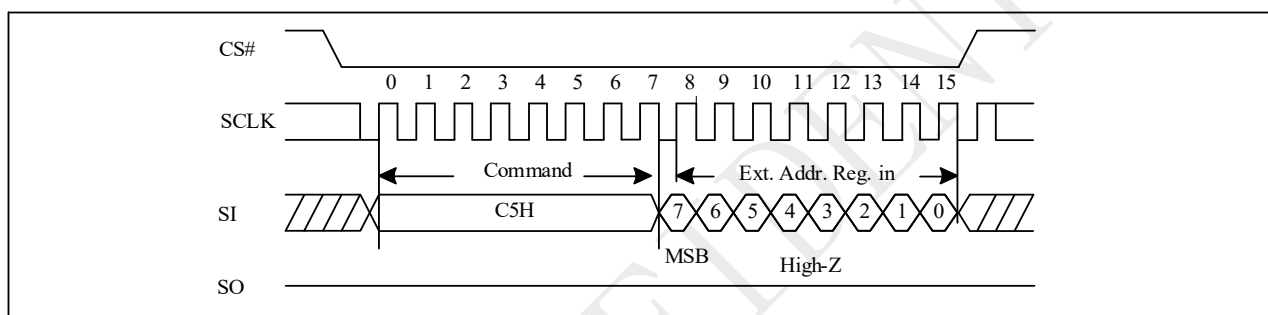 CS#
0 1 2 3 4 5 6 7 8 9 10 11 12 13 14 15
SCLK
Command Ext. Addr. Reg. in
SI C5H 7 6 5 4 3 2 1 0
MSB High-Z
SO